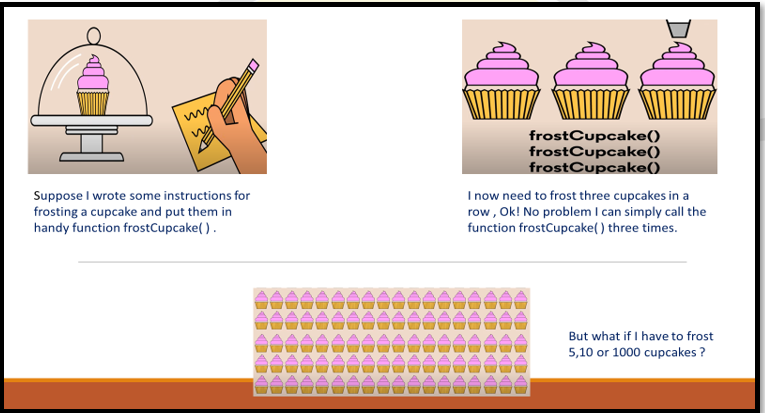 frostCupcake()
frostCupcake()
frostCupcake()
Suppose I wrote some instructions for
frosting a cupcake and put them in
handy function frostCupcake( ) .
I now need to frost three cupcakes in a
row , Ok! No problem I can simply call the
function frostCupcake( ) three times.
But what if I have to frost
5,10 or 1000 cupcakes ?